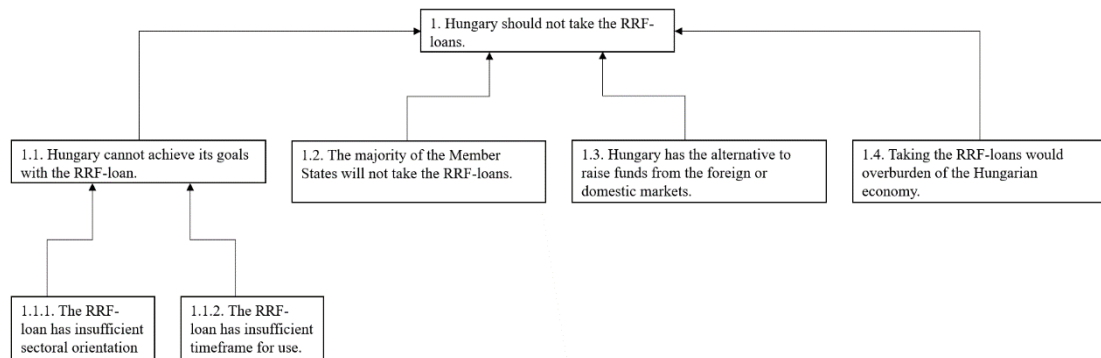 1. Hungary should not take the RRF-
loans.
1.1. Hungary cannot achieve its goals
with the RRF-loan.
1.2. The majority of the Member
States will not take the RRF-loans.
1.3. Hungary has the alternative to
raise funds from the foreign or
domestic markets.
1.4. Taking the RRF-loans would
overburden of the Hungarian
economy.
1.1.1. The RRF-
loan has insufficient
sectoral orientation
1.1.2. The RRF-
loan has insufficient
timeframe for use.